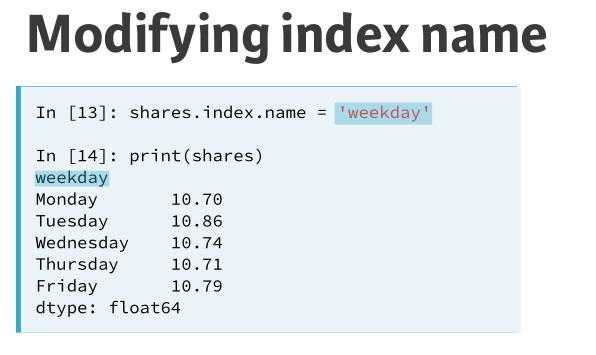 Modifying index name
In [13]: shares.index.name = 'weekday'
In [14]: print(shares)
weekday
Monday       10.70
Tuesday      10.86
Wednesday    10.74
Thursday     10.71
Friday       10.79
dtype: float64